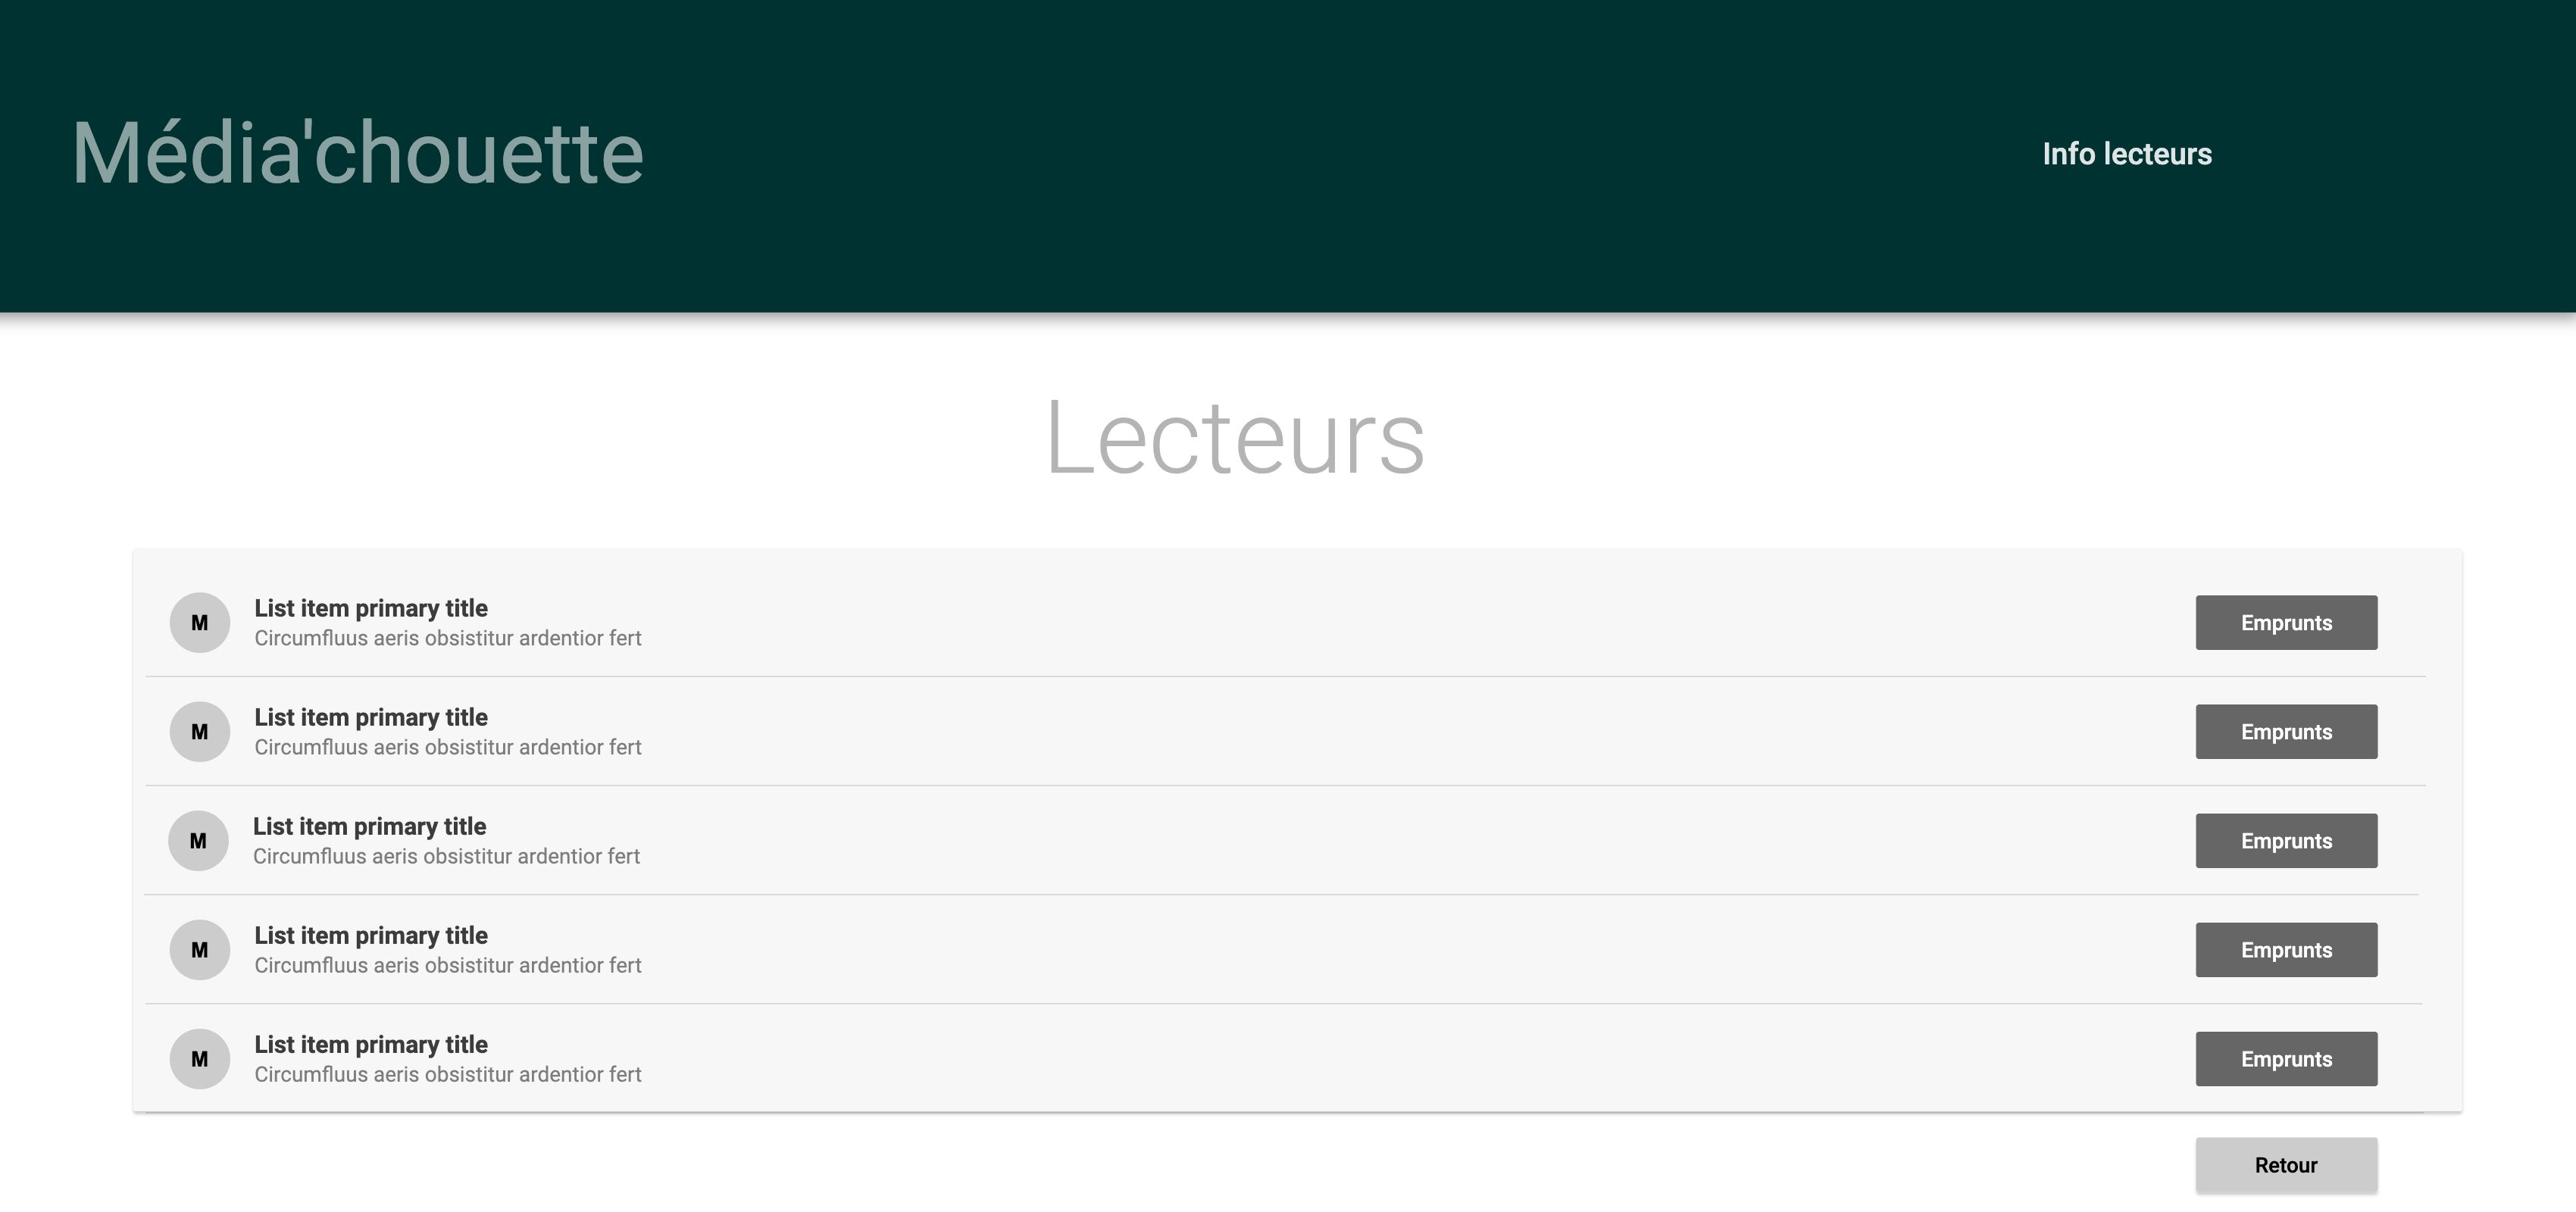 Média'chouette
Info lecteurs
Lecteurs
M
List item primary title
Circumfluus aeris obsistitur ardentior fert
Emprunts
M
List item primary title
Circumfluus aeris obsistitur ardentior fert
Emprunts
M
List item primary title
Circumfluus aeris obsistitur ardentior fert
Emprunts
M
List item primary title
Circumfluus aeris obsistitur ardentior fert
Emprunts
M
List item primary title
Circumfluus aeris obsistitur ardentior fert
Emprunts
Retour